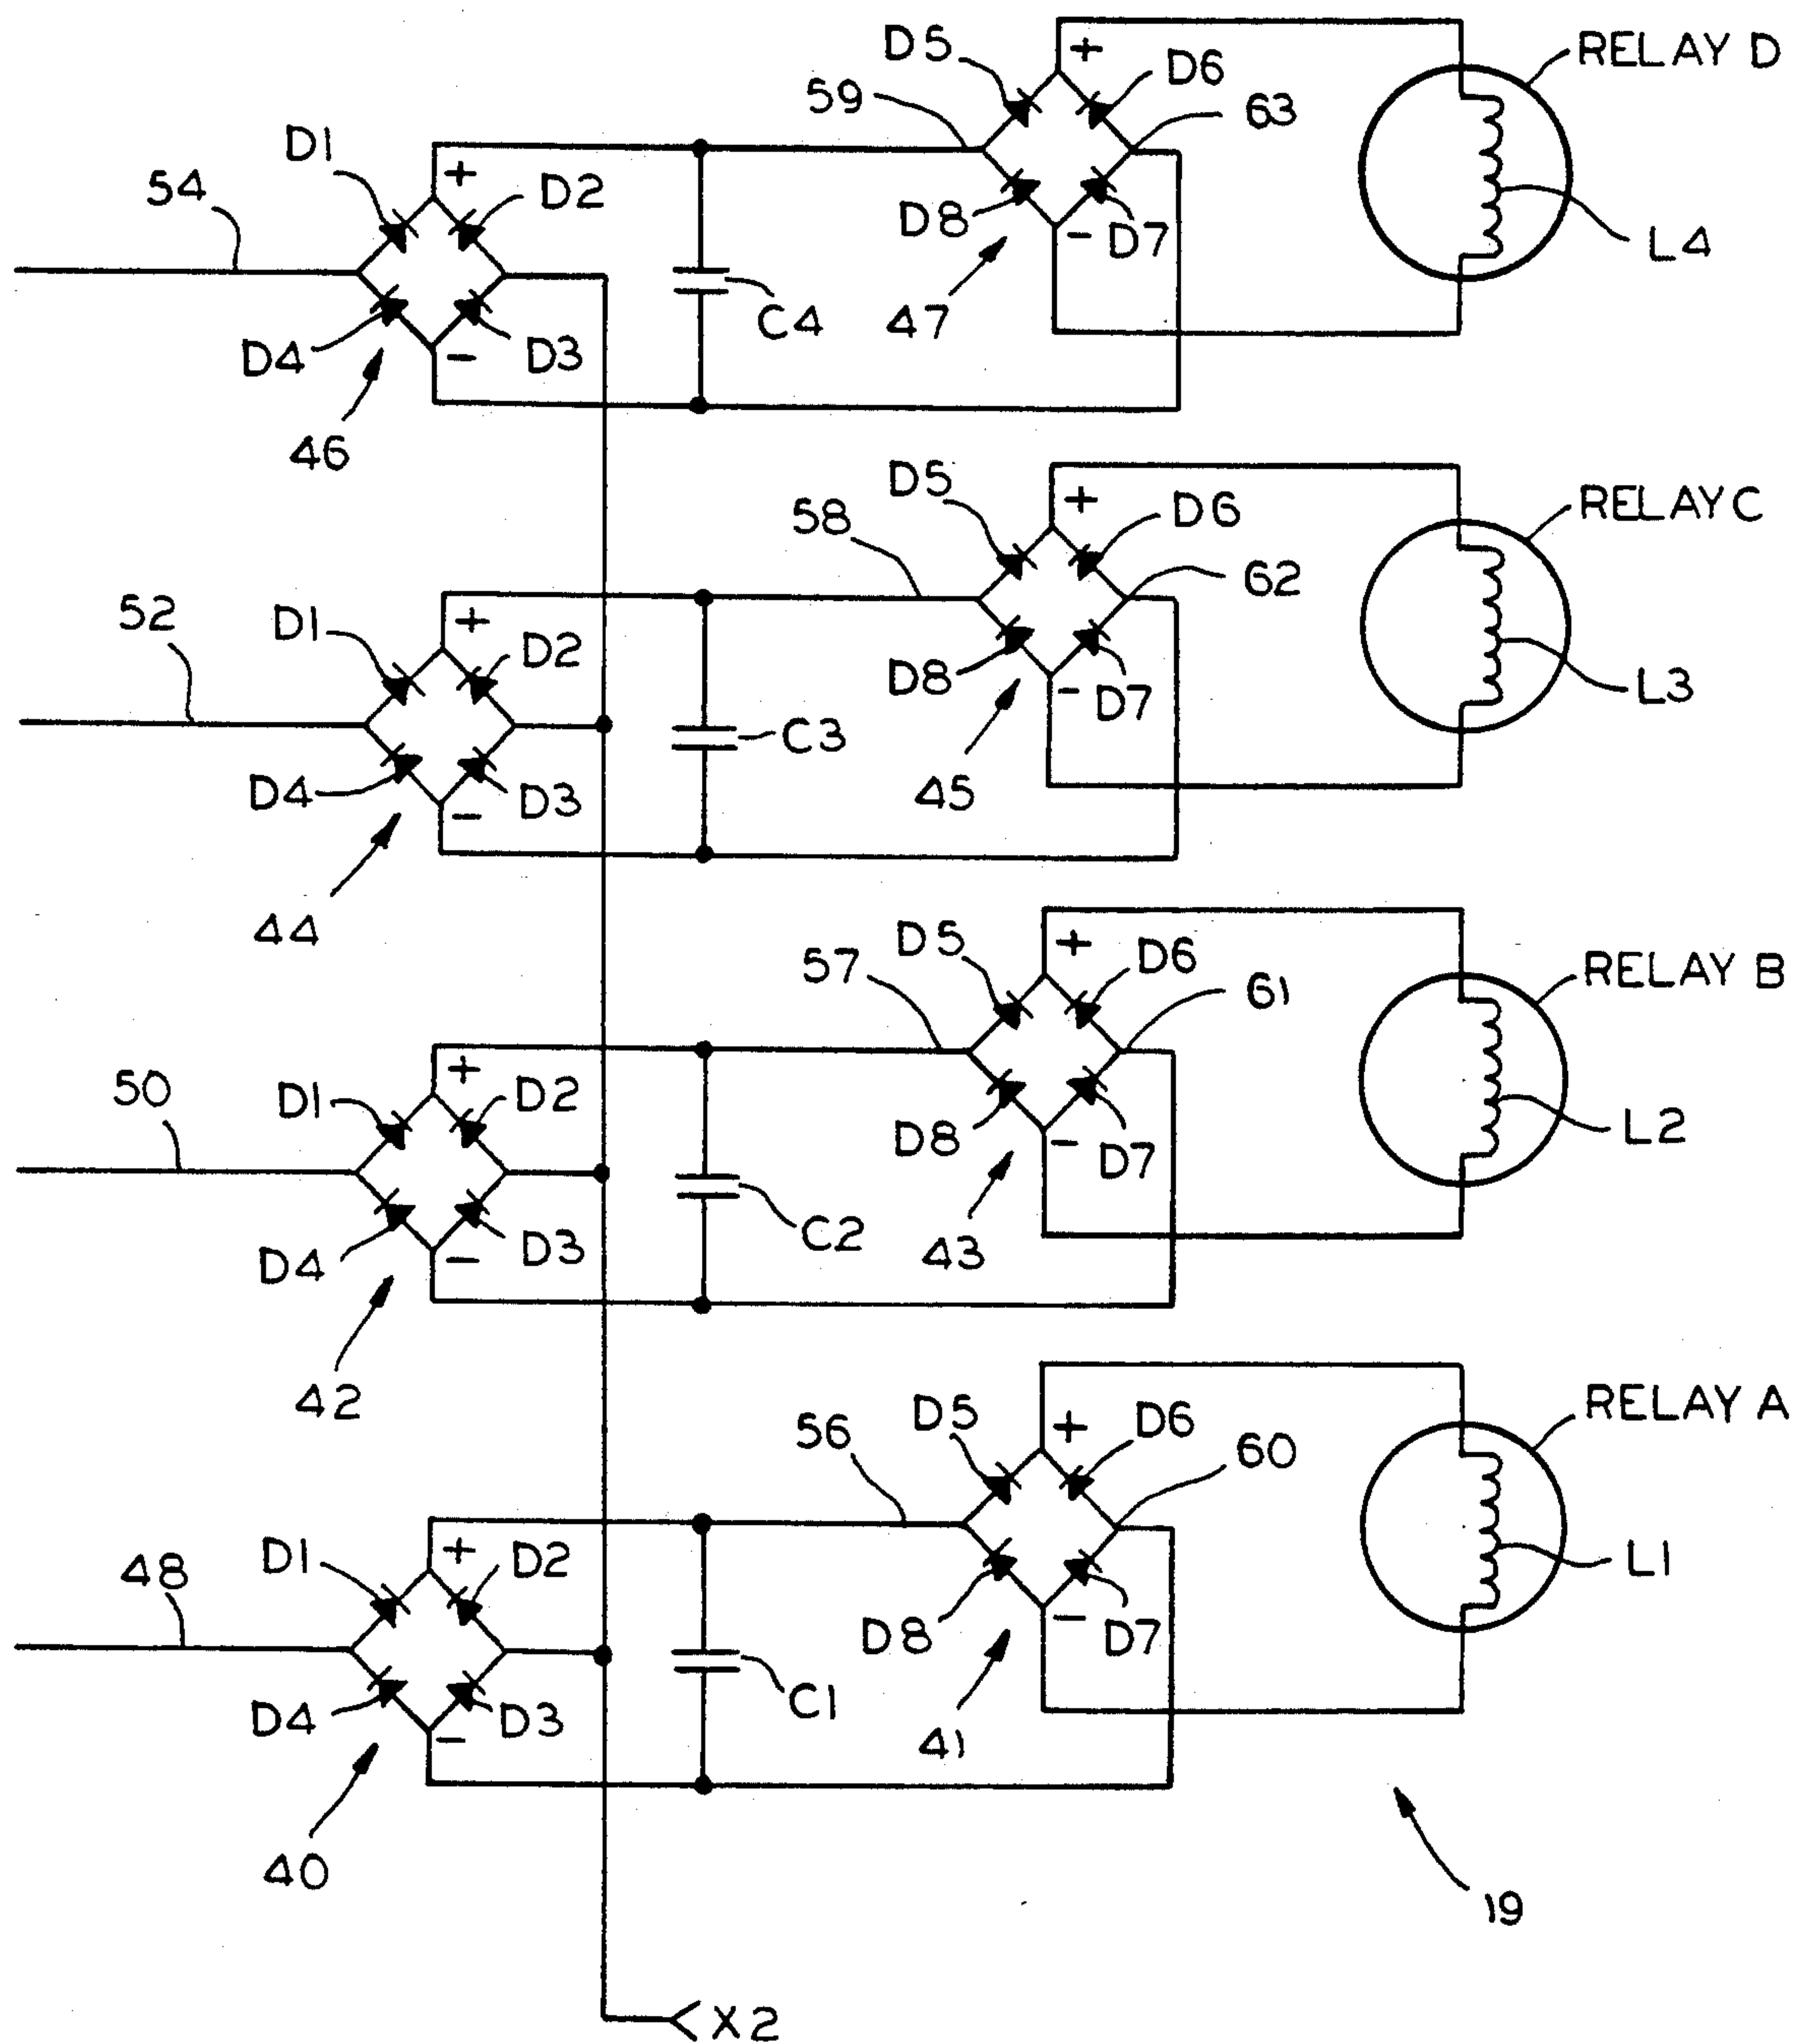 D5
+
RELAY D
D6
59
63
D1
+
D2
54
D8
-
D7
L4
C4
47
D4
-
D3
46
D5
+
RELAY C
D6
58
62
52
D1
+
D2
D8
-
D7
L3
C3
45
D4
-
D3
44
D5
+
D6
RELAY B
57
61
50
D1
+
D2
D8
-
D7
L2
C2
43
D4
-
D3
42
D5
+
D6
RELAY A
56
60
48
D1
+
D2
D8
-
D7
L1
C1
41
D4
-
D3
40
19
X2